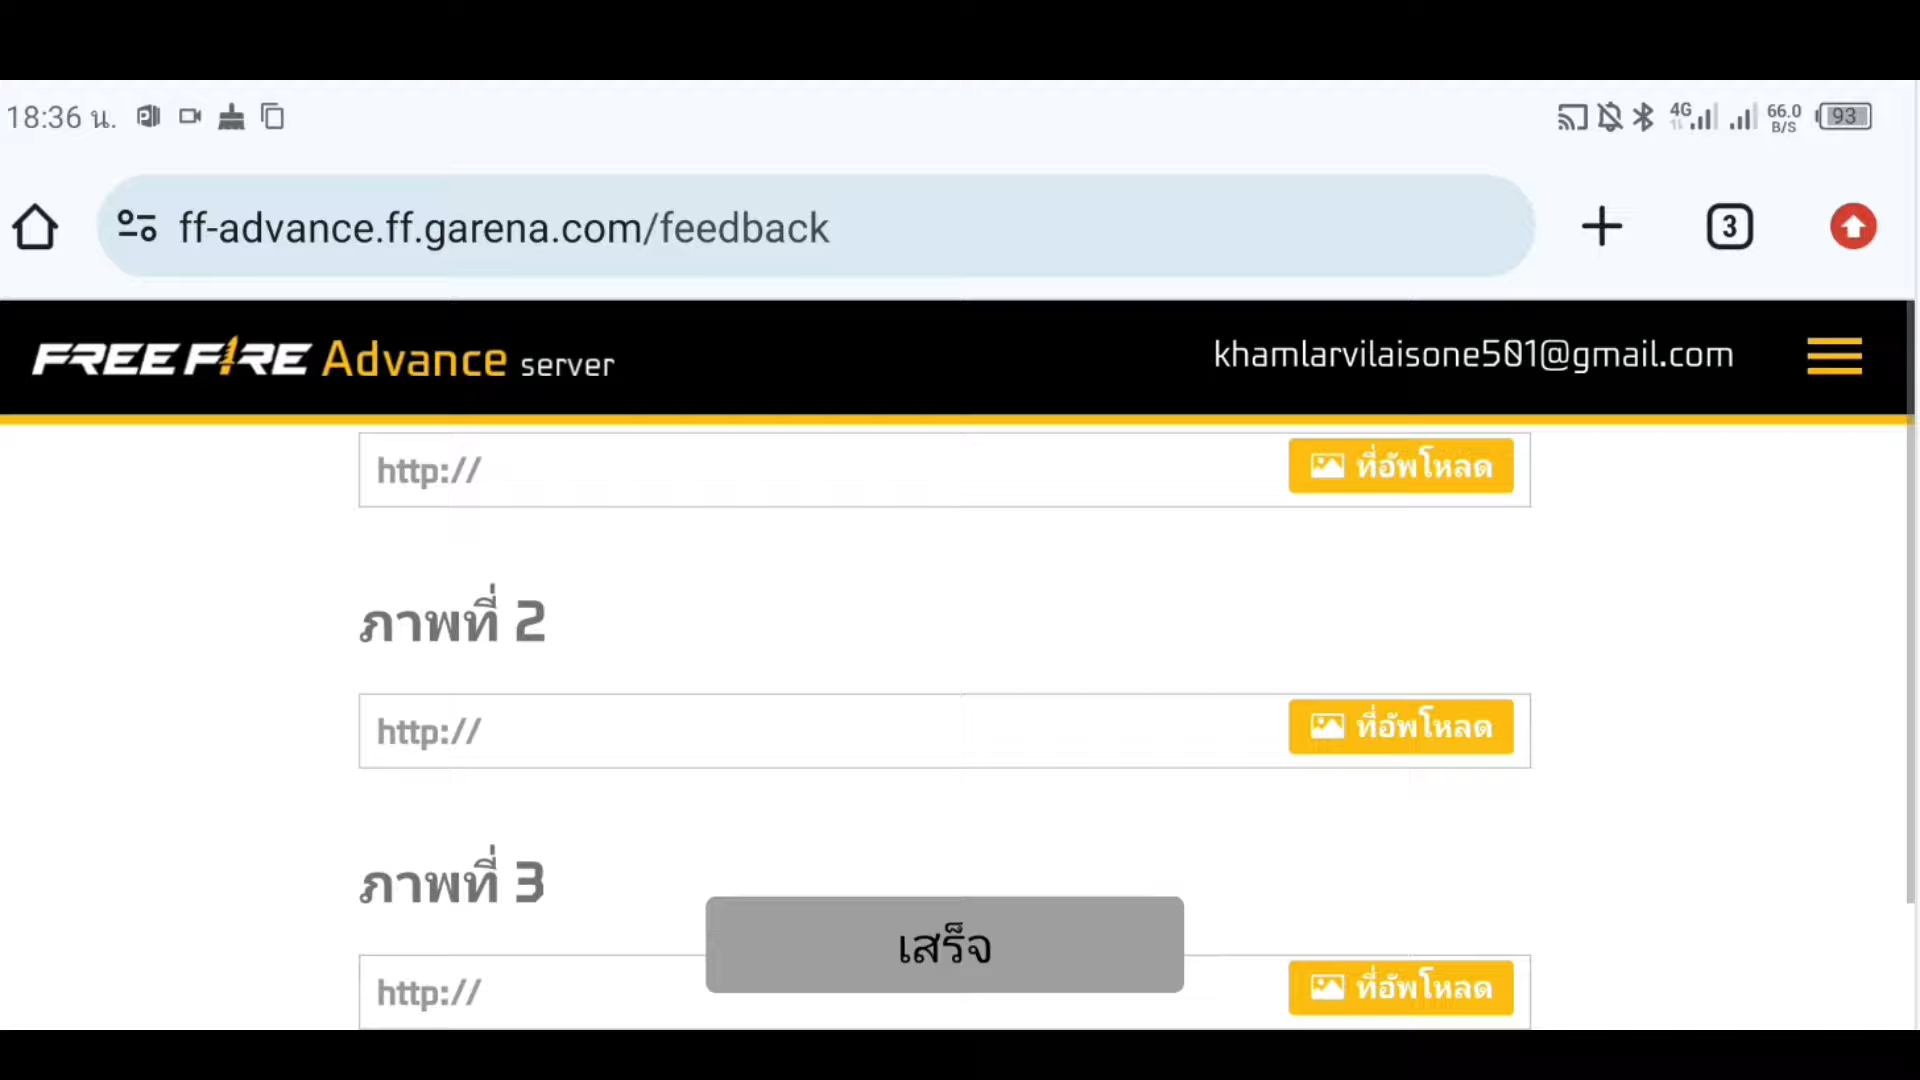 18:36 น.
4G
66.0
B/S
93
ff-advance.ff.garena.com/feedback
3
FREE FIRE Advance server
khamlarvilaisone501@gmail.com
http://
ที่อัพโหลด
ภาพที่ 2
http://
ที่อัพโหลด
ภาพที่ 3
เสร็จ
http://
ที่อัพโหลด